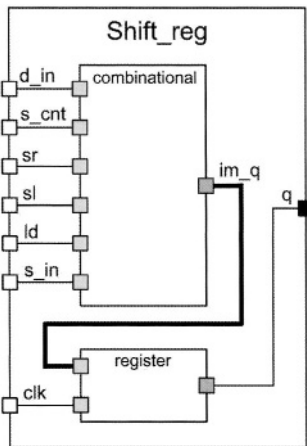 Shift_reg
d_in
combinational
s_cnt
sr
im_q
sl
q
ld
s_in
register
clk